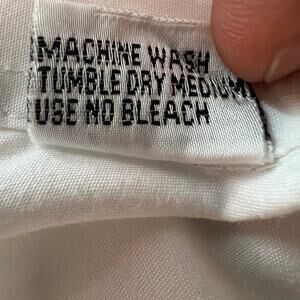 MACHINE WASH
TUMBLE DRY MEDIUM
USE NO BLEACH